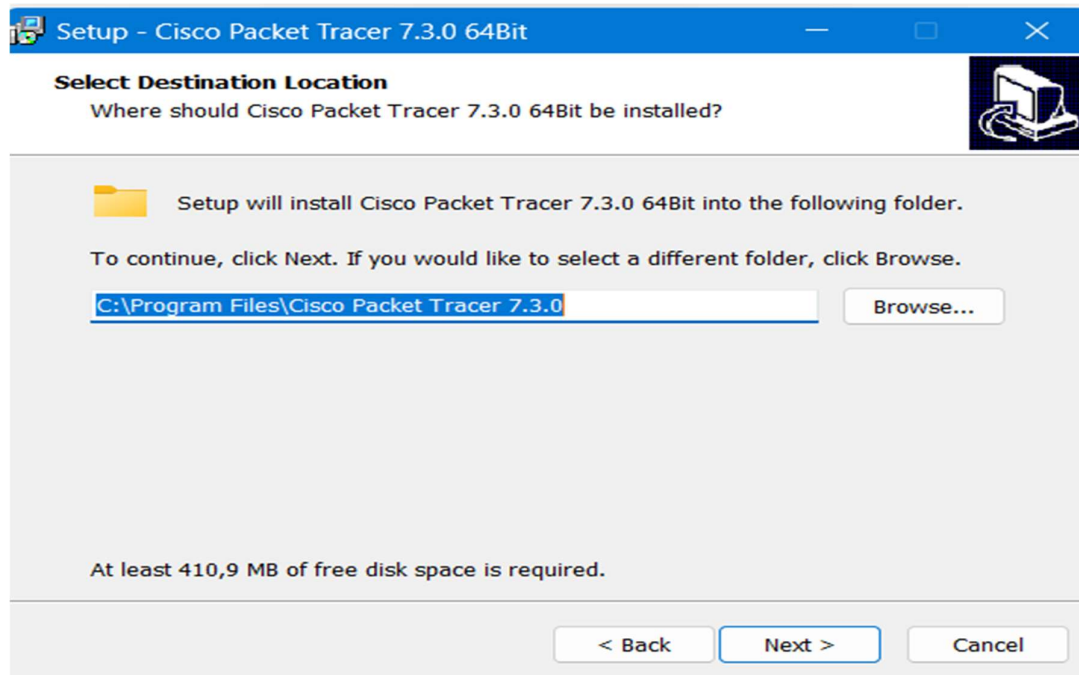 Setup - Cisco Packet Tracer 7.3.0 64Bit
Select Destination Location
Where should Cisco Packet Tracer 7.3.0 64Bit be installed?
Setup will install Cisco Packet Tracer 7.3.0 64Bit into the following folder.
To continue, click Next. If you would like to select a different folder, click Browse.
C:\Program Files\Cisco Packet Tracer 7.3.0
Browse...
At least 410,9 MB of free disk space is required.
< Back
Next >
Cancel